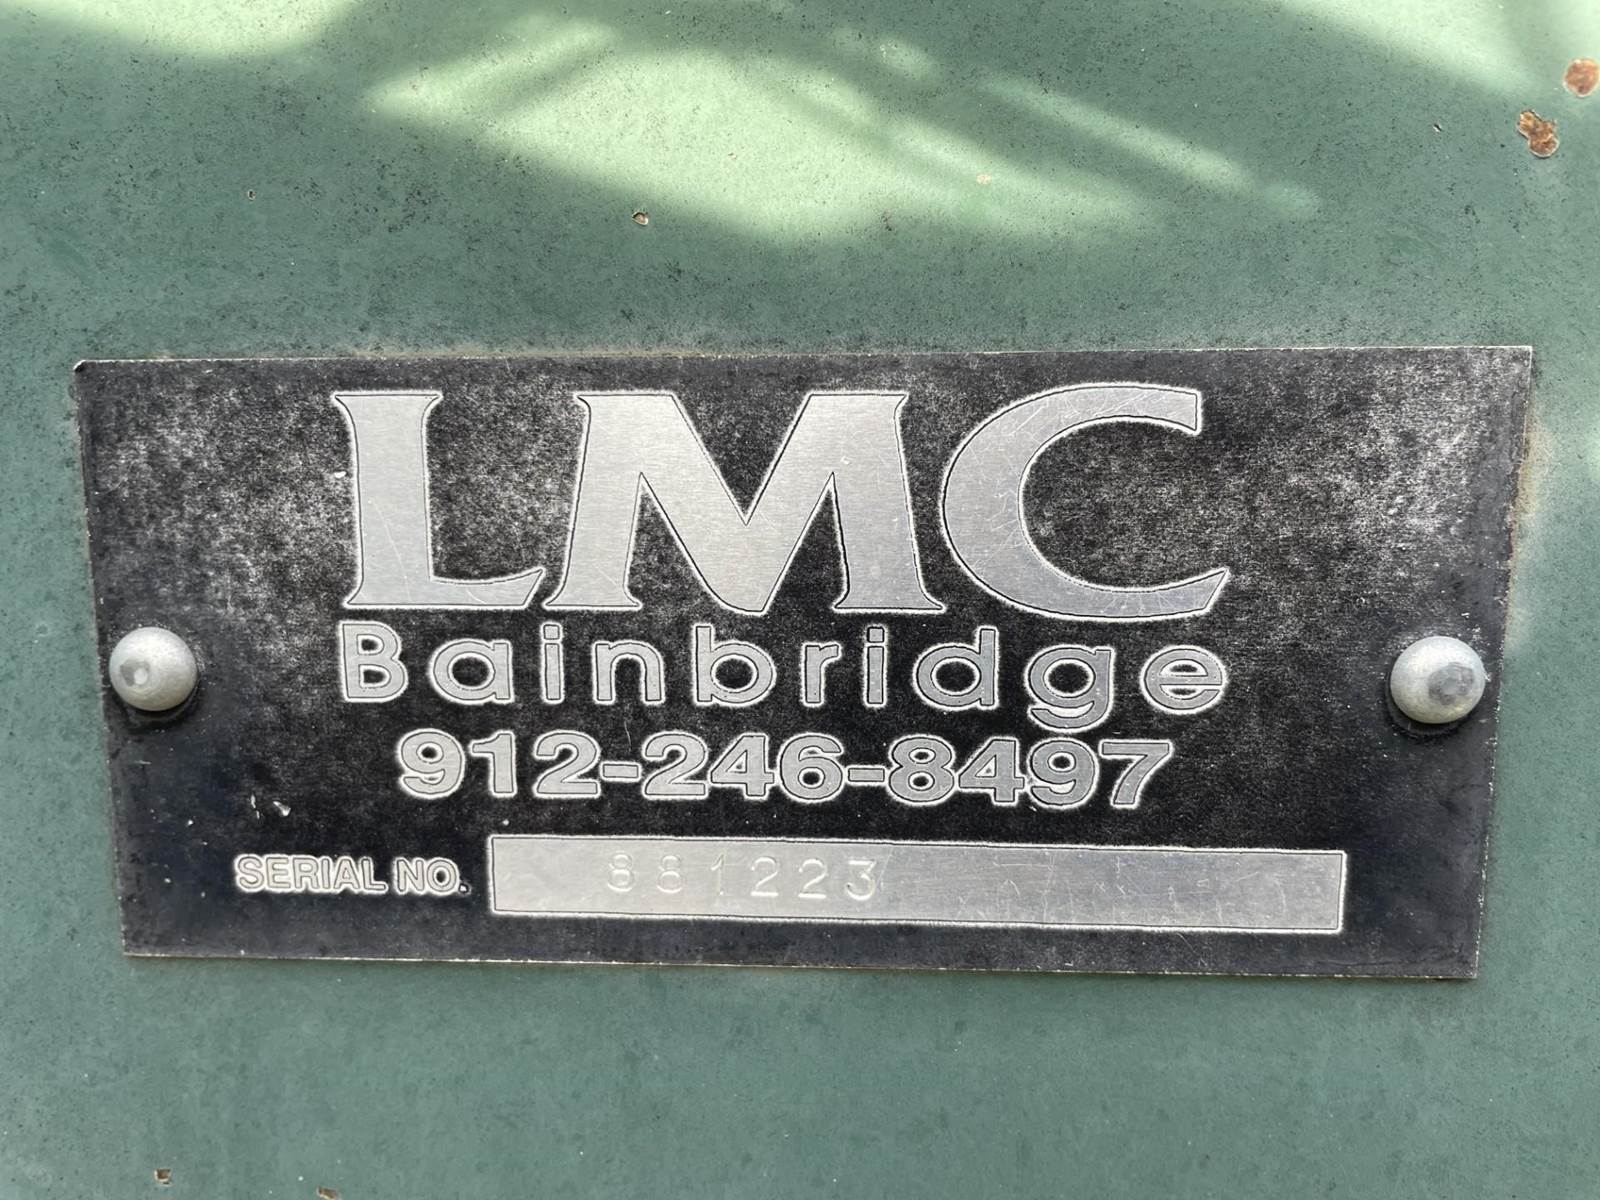 LMC
Bainbridge
912-246-8497
SERIAL NO. 881223